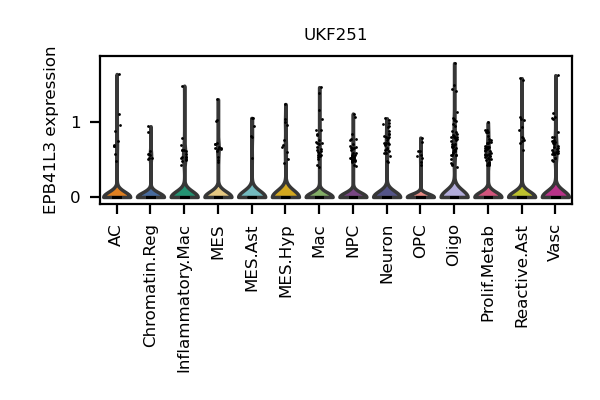 UKF251
EPB41L3 expression
1
0
AC
Chromatin.Reg
Inflammatory.Mac
MES
MES.Ast
MES.Hyp
Mac
NPC
Neuron
OPC
Oligo
Prolif.Metab
Reactive.Ast
Vasc